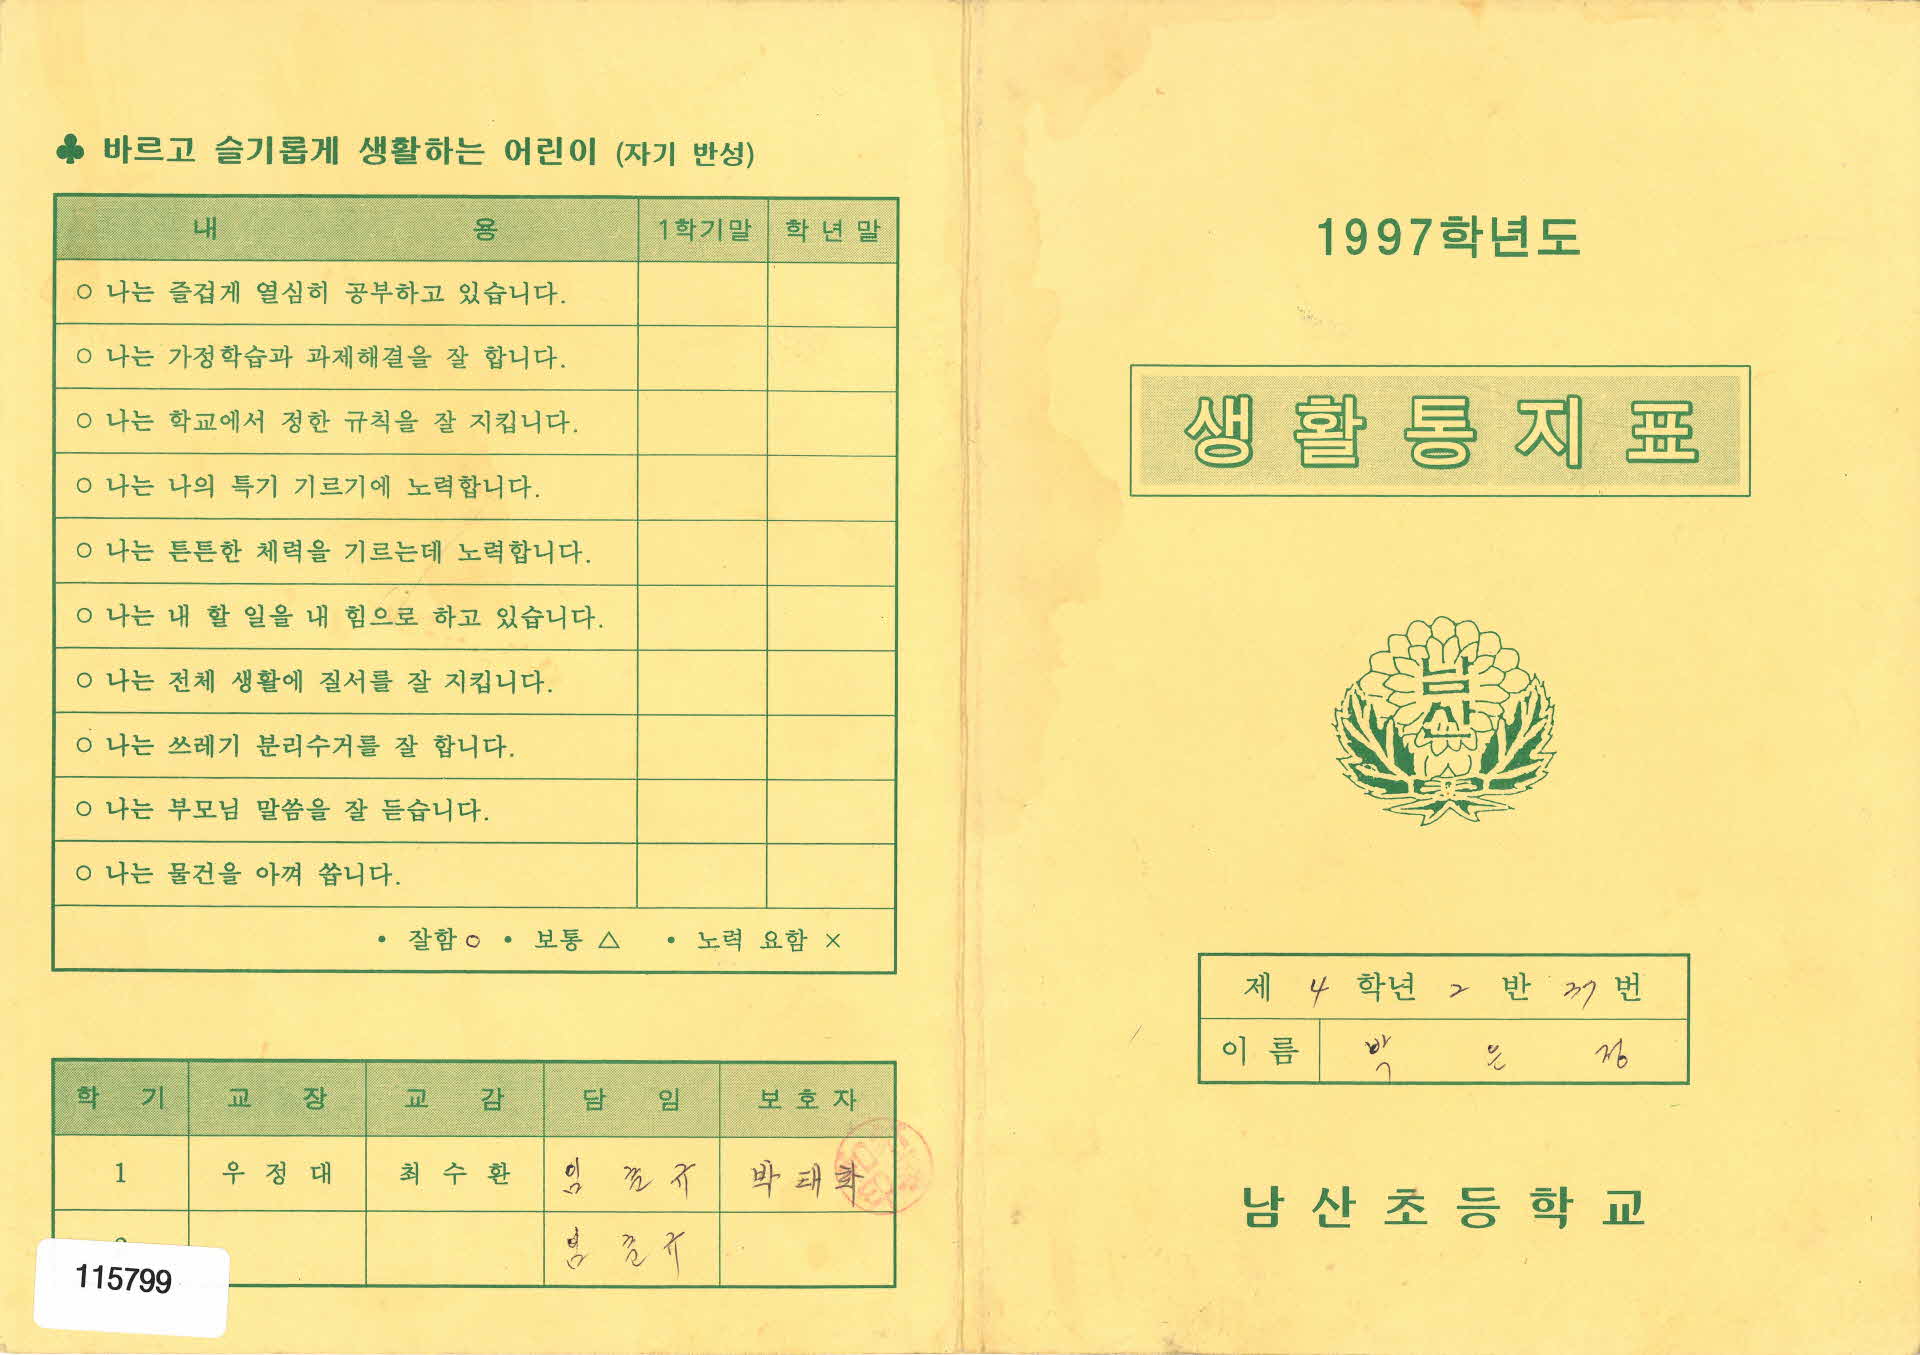 ♣ 바르고 슬기롭게 생활하는 어린이 (자기 반성)
내 용 1학기말 학 년 말
○ 나는 즐겁게 열심히 공부하고 있습니다.
○ 나는 가정학습과 과제해결을 잘 합니다.
○ 나는 학교에서 정한 규칙을 잘 지킵니다.
○ 나는 나의 특기 기르기에 노력합니다.
○ 나는 튼튼한 체력을 기르는데 노력합니다.
○ 나는 내 할 일을 내 힘으로 하고 있습니다.
○ 나는 전체 생활에 질서를 잘 지킵니다.
○ 나는 쓰레기 분리수거를 잘 합니다.
○ 나는 부모님 말씀을 잘 듣습니다.
○ 나는 물건을 아껴 씁니다.
• 잘함 ○ • 보통 △ • 노력 요함 ×
학 기 교 장 교 감 담 임 보 호 자
1 우 정 대 최 수 환 임 규 박 태
임 규
115799
1997학년도
생활통지표
남산
제 4 학년 2 반 37 번
이 름 박 은 정
남 산 초 등 학 교